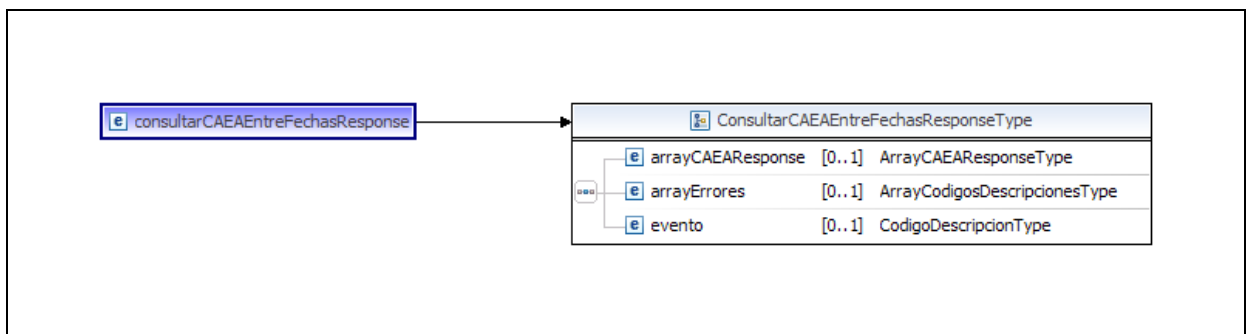 consultarCAEAEntreFechasResponse
ConsultarCAEAEntreFechasResponseType
e arrayCAEAResponse [0..1] ArrayCAEAResponseType
e arrayErrores [0..1] ArrayCodigosDescripcionesType
e evento [0..1] CodigoDescripcionType